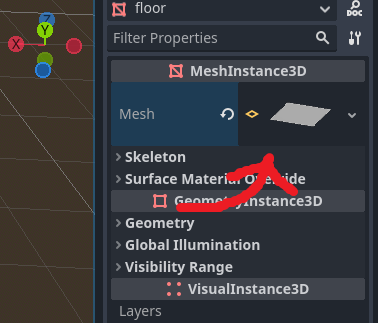 floor
DOC
Filter Properties
X
Y
Z
MeshInstance3D
Mesh
Skeleton
Surface Material Override
GeometryInstance3D
Geometry
Global Illumination
Visibility Range
VisualInstance3D
Layers